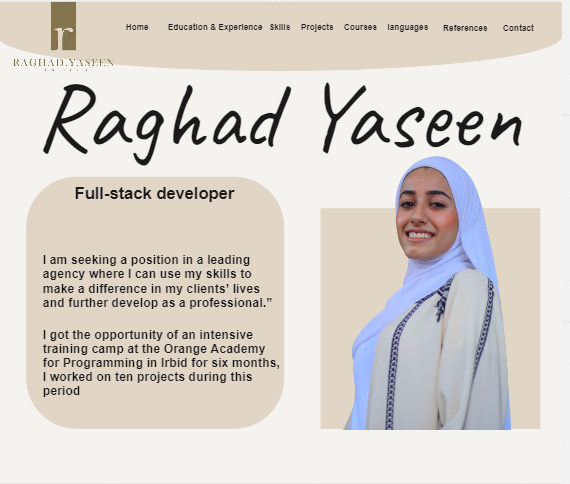 r
RAGHAD.YASEEN
Home Education & Experience Skills Projects Courses languages References Contact
Raghad Yaseen
Full-stack developer
I am seeking a position in a leading
agency where I can use my skills to
make a difference in my clients’ lives
and further develop as a professional.”
I got the opportunity of an intensive
training camp at the Orange Academy
for Programming in Irbid for six months,
I worked on ten projects during this
period